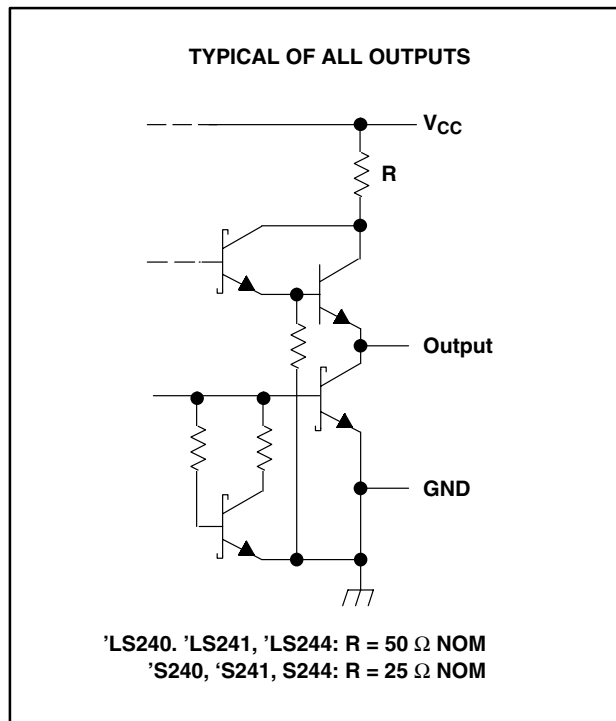 TYPICAL OF ALL OUTPUTS
VCC
R
Output
GND
’LS240. ’LS241, ’LS244: R = 50 Ω NOM
’S240, ‘S241, S244: R = 25 Ω NOM